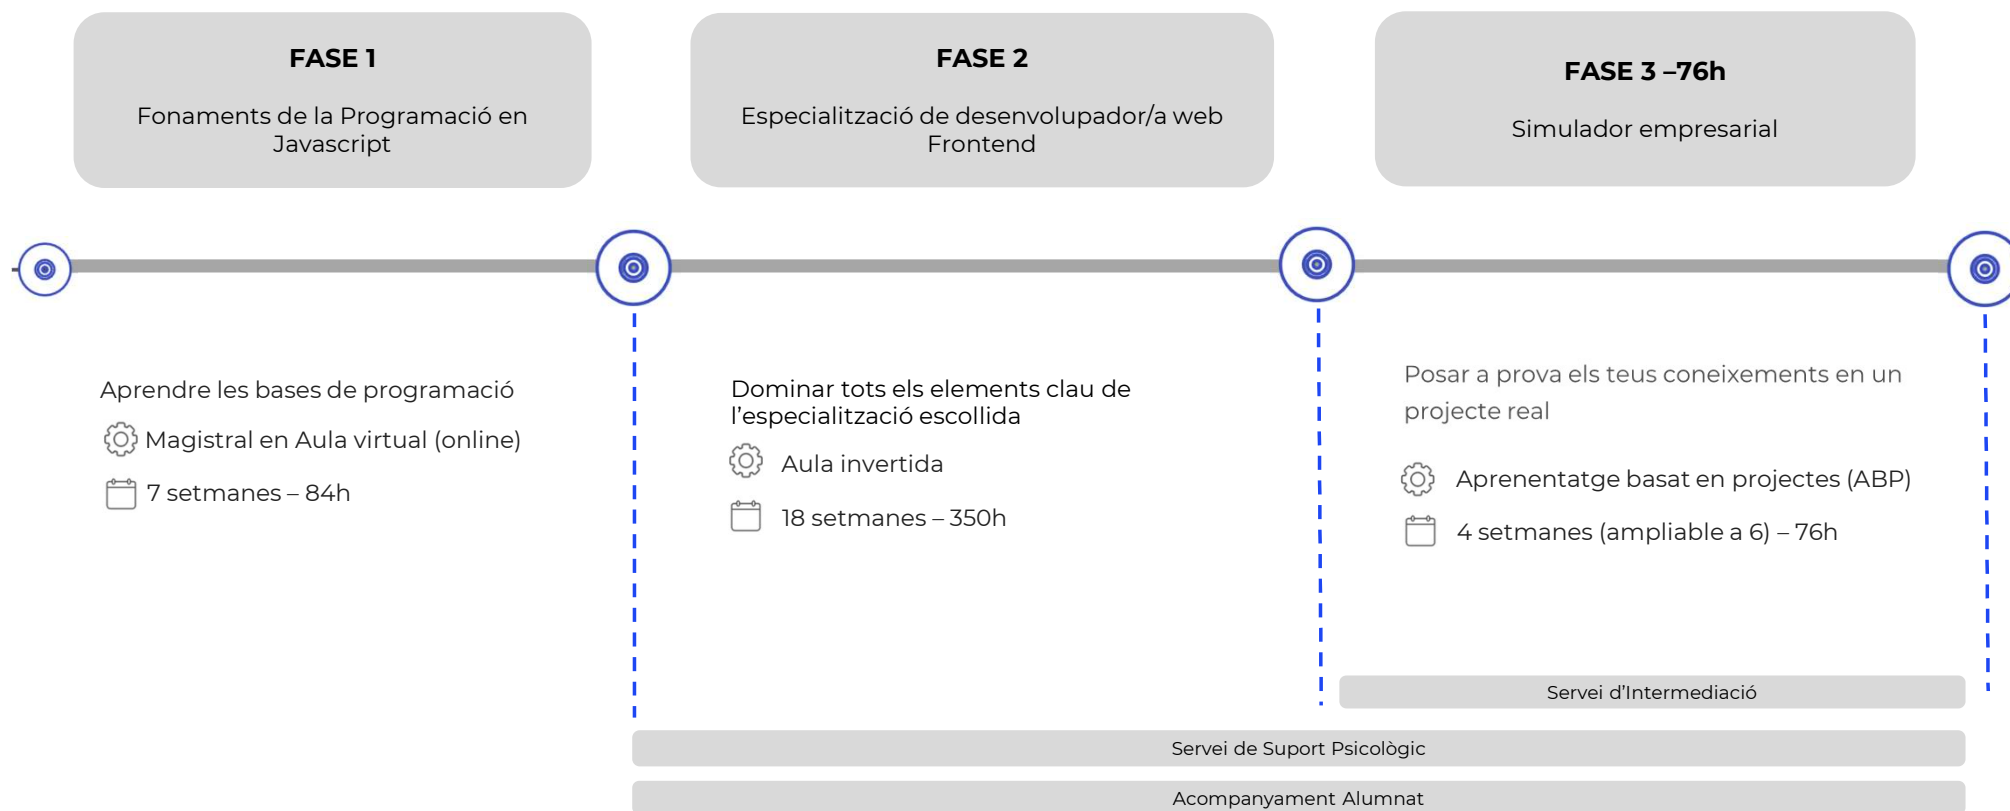 FASE 1
Fonaments de la Programació en
Javascript
FASE 2
Especialització de desenvolupador/a web
Frontend
FASE 3 –76h
Simulador empresarial
Aprendre les bases de programació
Magistral en Aula virtual (online)
7 setmanes – 84h
Dominar tots els elements clau de
l’especialització escollida
Aula invertida
18 setmanes – 350h
Posar a prova els teus coneixements en un
projecte real
Aprenentatge basat en projectes (ABP)
4 setmanes (ampliable a 6) – 76h
Servei d’Intermediació
Servei de Suport Psicològic
Acompanyament Alumnat